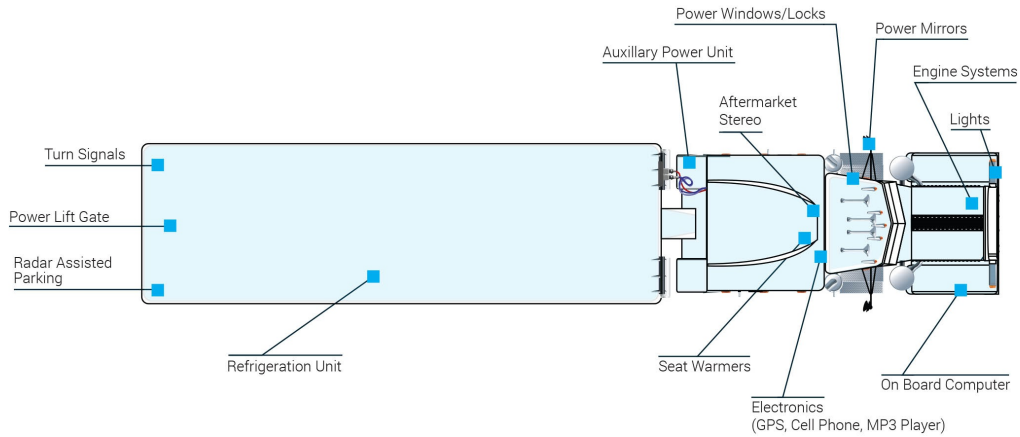 Power Windows/Locks
Power Mirrors
Auxillary Power Unit
Engine Systems
Aftermarket
Stereo
Lights
Turn Signals
Power Lift Gate
Radar Assisted
Parking
Refrigeration Unit
Seat Warmers
On Board Computer
Electronics
(GPS, Cell Phone, MP3 Player)